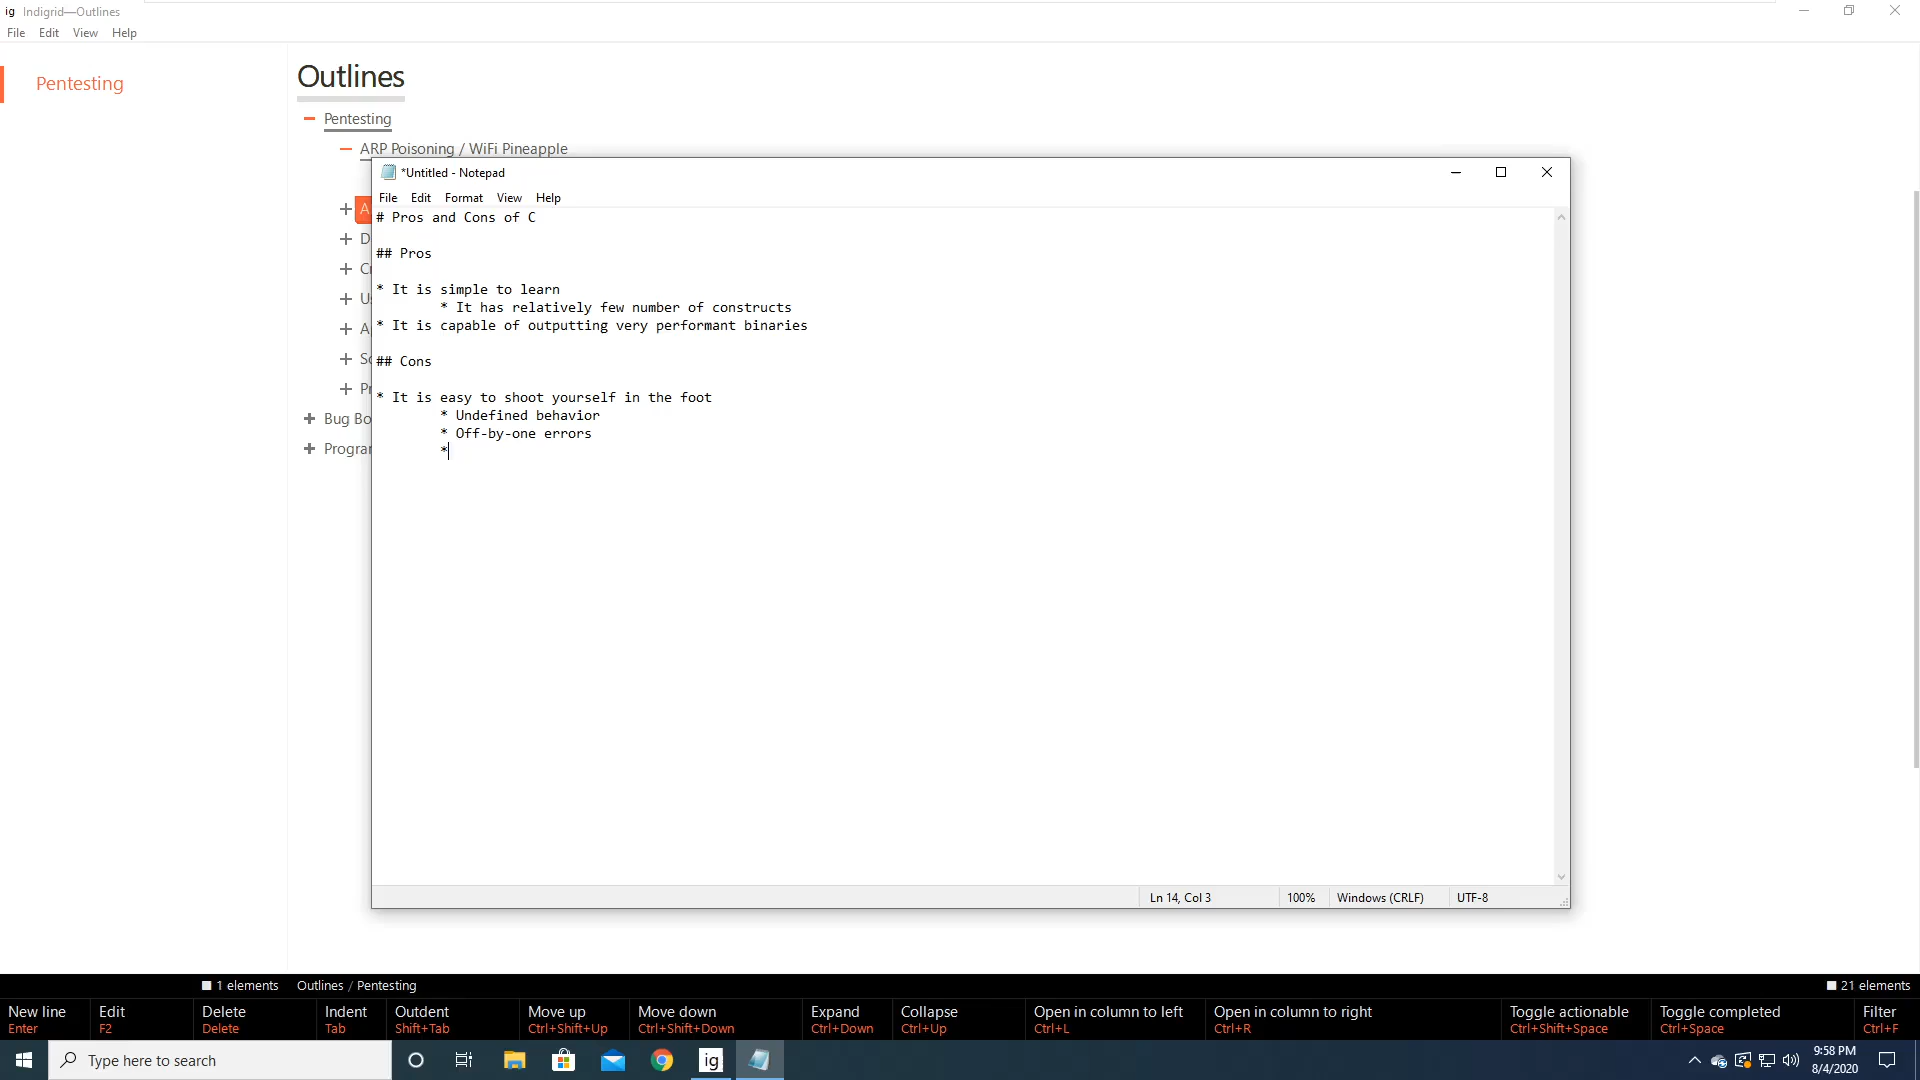 ig Indigrid—Outlines
File Edit View Help
Pentesting
Outlines
Pentesting
ARP Poisoning / WiFi Pineapple
*Untitled - Notepad
File Edit Format View Help
# Pros and Cons of C
## Pros
* It is simple to learn
* It has relatively few number of constructs
* It is capable of outputting very performant binaries
## Cons
* It is easy to shoot yourself in the foot
* Undefined behavior
* Off-by-one errors
*
Bug Bo
Progra
Ln 14, Col 3 100% Windows (CRLF) UTF-8
1 elements Outlines / Pentesting 21 elements
New line Edit Delete Indent Outdent Move up Move down Expand Collapse Open in column to left Open in column to right Toggle actionable Toggle completed Filter
Enter F2 Delete Tab Shift+Tab Ctrl+Shift+Up Ctrl+Shift+Down Ctrl+Down Ctrl+Up Ctrl+L Ctrl+R Ctrl+Shift+Space Ctrl+Space Ctrl+F
Type here to search ig 9:58 PM
8/4/2020